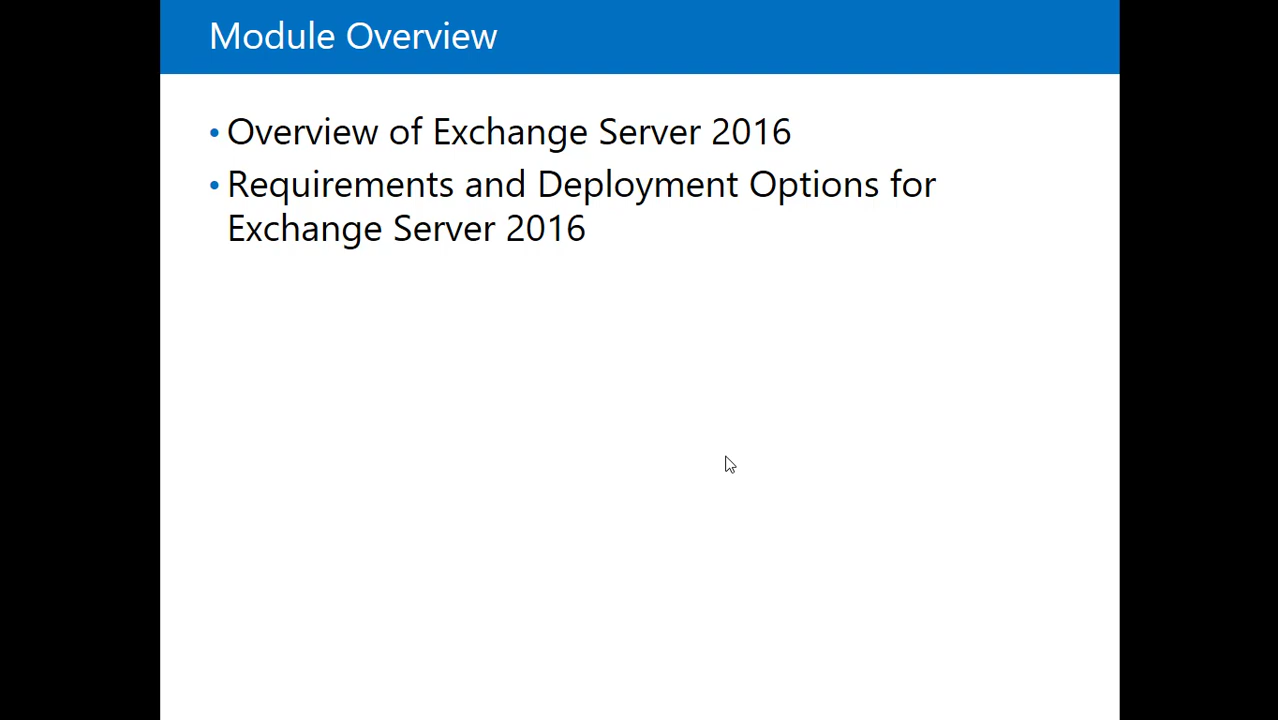 Module Overview
• Overview of Exchange Server 2016
• Requirements and Deployment Options for
Exchange Server 2016